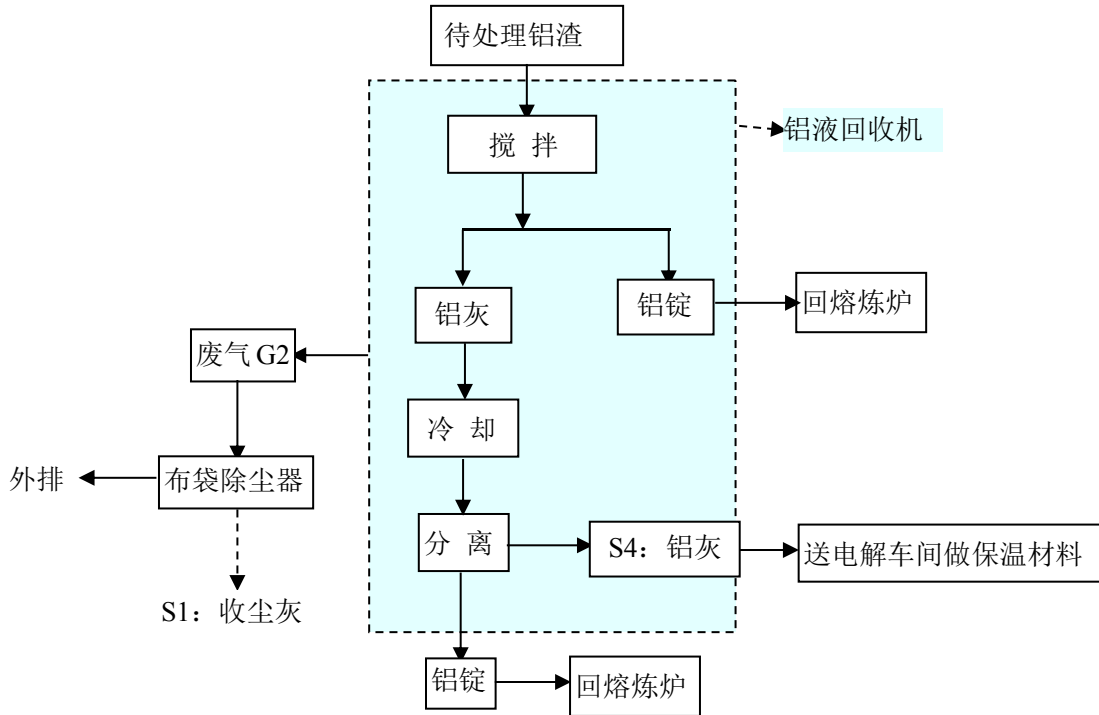 待处理铝渣
搅 拌
铝液回收机
铝灰
铝锭
回熔炼炉
废气 G2
冷 却
外排
布袋除尘器
分 离
S4：铝灰
送电解车间做保温材料
S1：收尘灰
铝锭
回熔炼炉